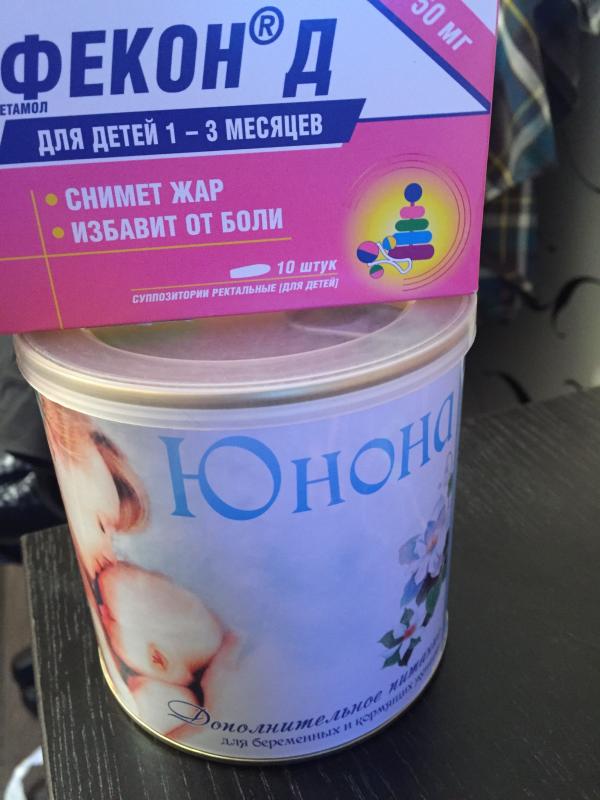 ФЕКОН® Д
50 МГ
ЕТАМОЛ
ДЛЯ ДЕТЕЙ 1 – 3 МЕСЯЦЕВ
• СНИМЕТ ЖАР
• ИЗБАВИТ ОТ БОЛИ
10 ШТУК
СУППОЗИТОРИИ РЕКТАЛЬНЫЕ [ДЛЯ ДЕТЕЙ]
Юнона
Дополнительное
для беременных и кормящих